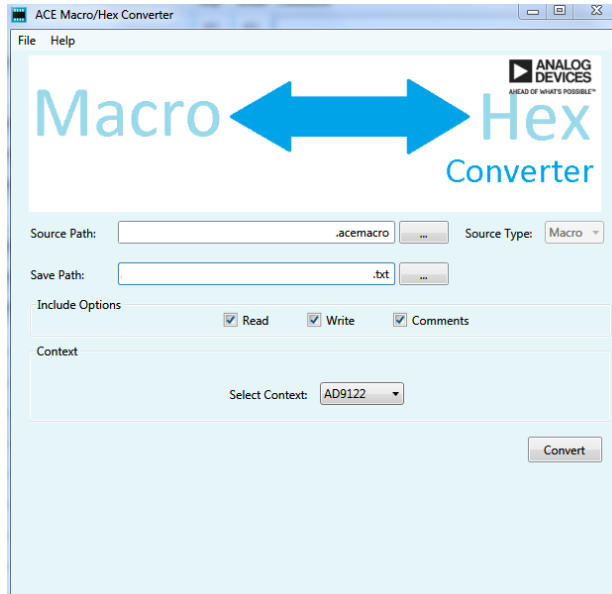 ACE Macro/Hex Converter
File Help
ANALOG
DEVICES
AHEAD OF WHAT'S POSSIBLE™
Macro Hex
Converter
Source Path: .acemacro ... Source Type: Macro
Save Path: .txt ...
Include Options
Read Write Comments
Context
Select Context: AD9122
Convert